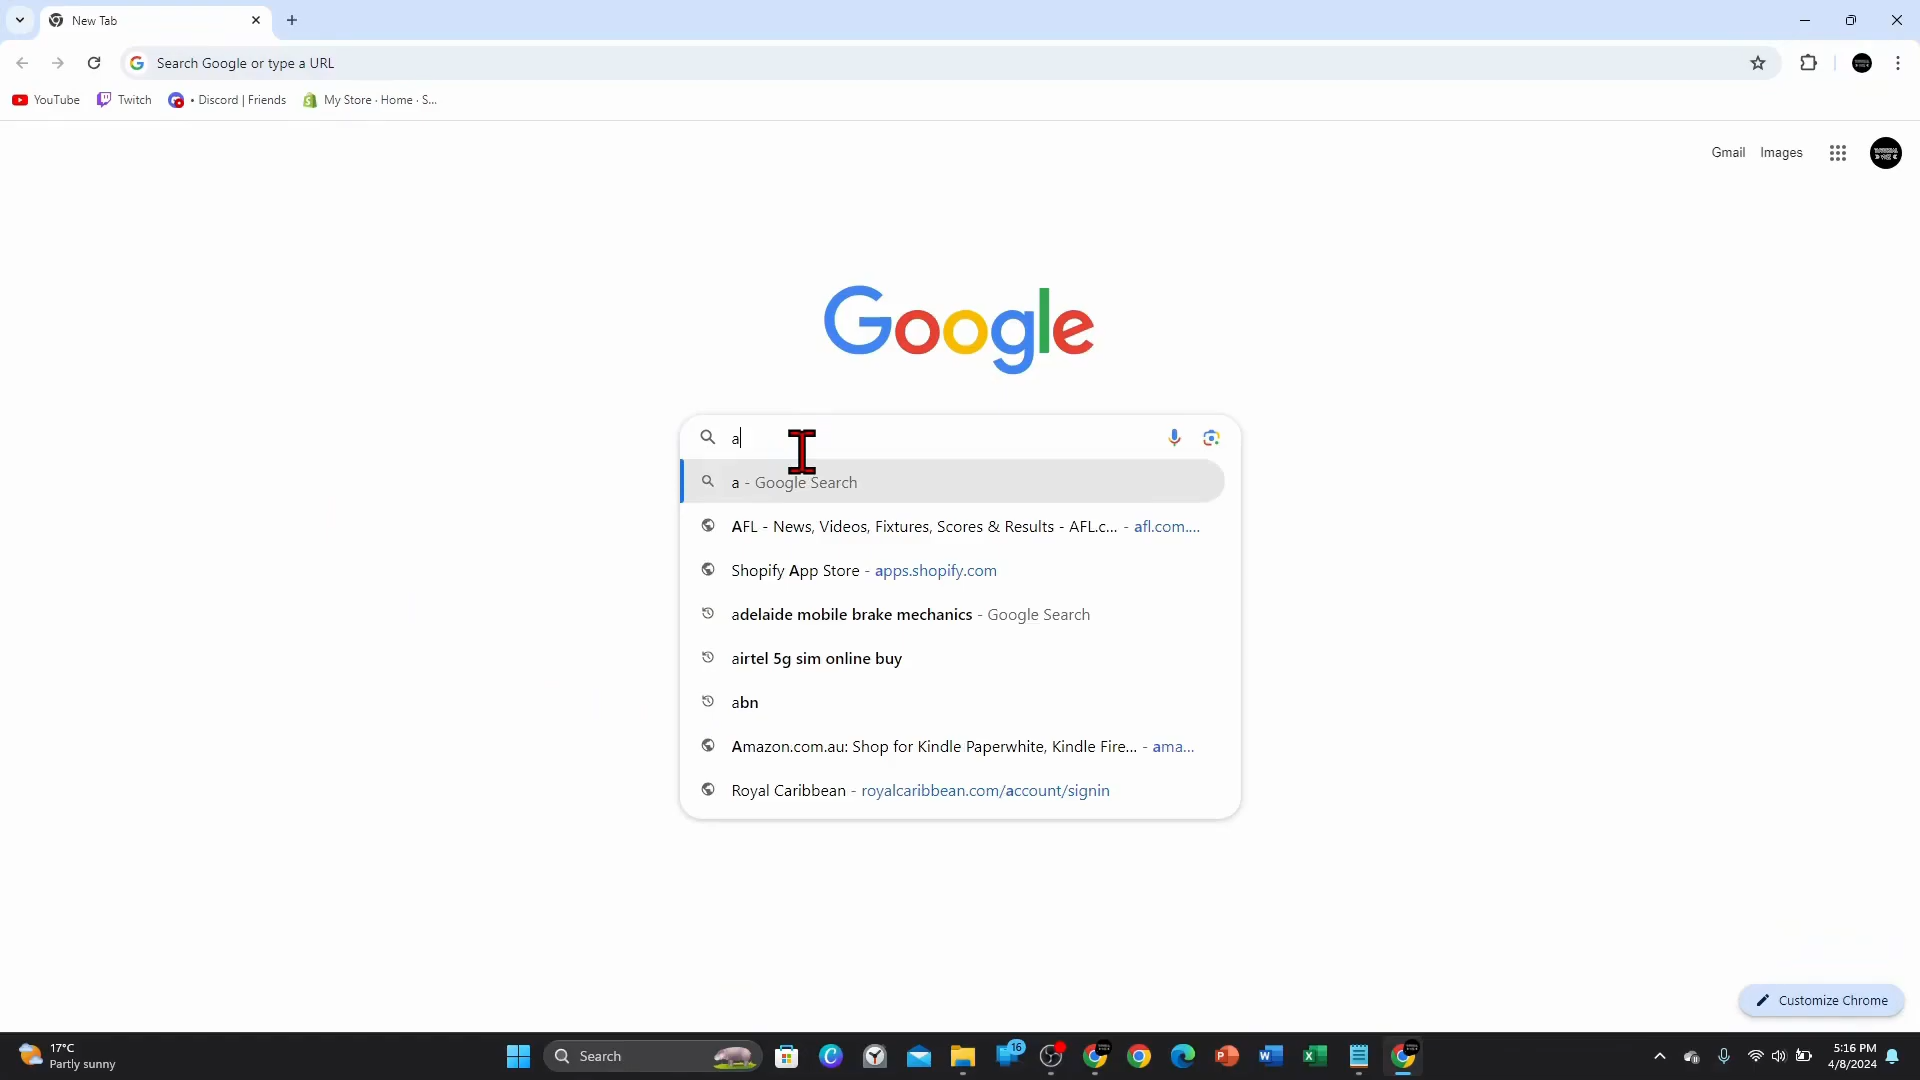 New Tab
Search Google or type a URL
YouTube
Twitch
• Discord | Friends
My Store · Home · S...
Gmail
Images
Google
a
a - Google Search
AFL - News, Videos, Fixtures, Scores & Results - AFL.c... - afl.com....
Shopify App Store - apps.shopify.com
adelaide mobile brake mechanics - Google Search
airtel 5g sim online buy
abn
Amazon.com.au: Shop for Kindle Paperwhite, Kindle Fire... - ama...
Royal Caribbean - royalcaribbean.com/account/signin
Customize Chrome
17°C
Partly sunny
Search
16
5:16 PM
4/8/2024